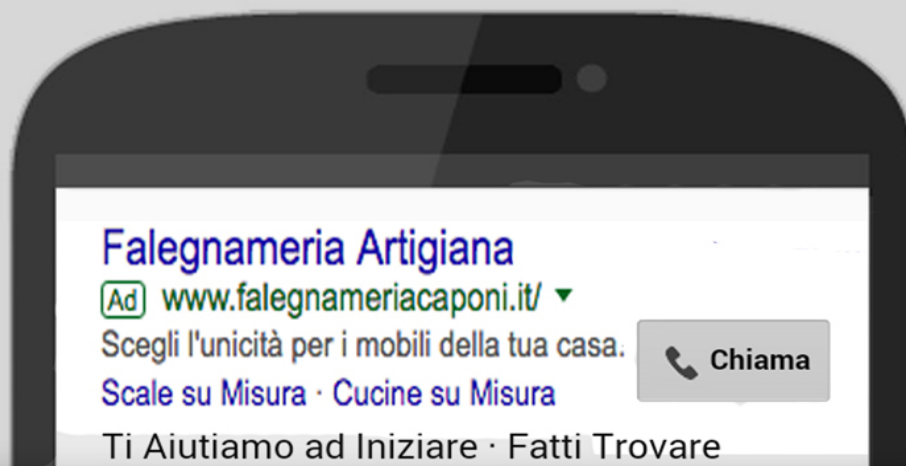 Falegnameria Artigiana
Ad www.falegnameriacaponi.it/
Scegli l'unicità per i mobili della tua casa.
Chiama
Scale su Misura · Cucine su Misura
Ti Aiutiamo ad Iniziare · Fatti Trovare